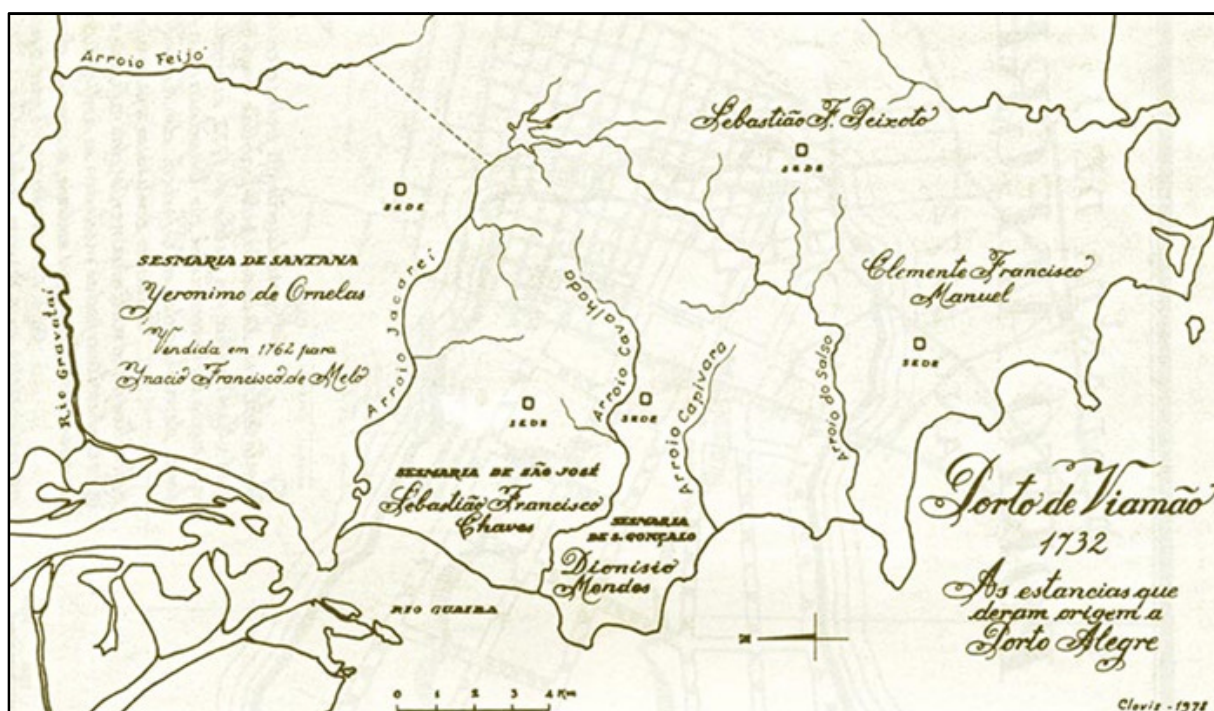 Arroio Feijó
Sebastião F. Peixoto
SEDE
SEDE
SESMARIA DE SANTANA
Yeronimo de Ornelas
Vendida em 1762 para
Ynacio Francisco de Melo
Rio Gravataí
Arroio Jacareí
Arroio Cavalhada
Clemente Francisco
Manuel
SEDE
SEDE
SEDE
Arroio Capivara
Arroio do Salso
SESMARIA DE SÃO JOSÉ
Sebastião Francisco
Chaves
SESMARIA
DE S. GONÇALO
Dionisio
Mendes
RIO GUAIBA
Porto de Viamão
1732
As estancias que
deram origem a
Porto Alegre
N
0 1 2 3 4 Km
Clovis - 1978